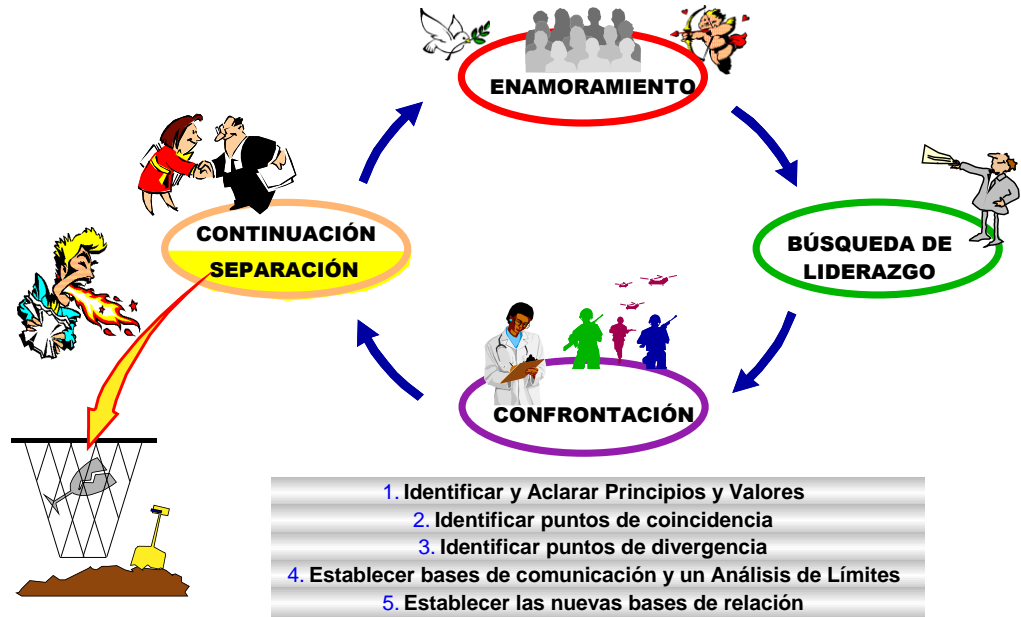 ENAMORAMIENTO
BÚSQUEDA DE
LIDERAZGO
CONTINUACIÓN
SEPARACIÓN
CONFRONTACIÓN
1. Identificar y Aclarar Principios y Valores
2. Identificar puntos de coincidencia
3. Identificar puntos de divergencia
4. Establecer bases de comunicación y un Análisis de Límites
5. Establecer las nuevas bases de relación